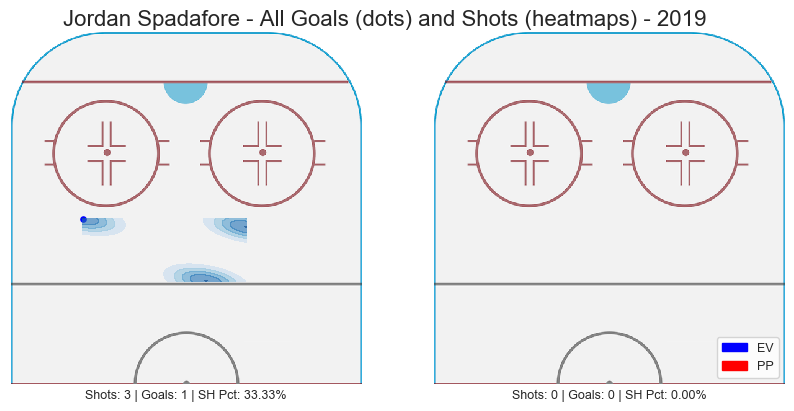 Jordan Spadafore - All Goals (dots) and Shots (heatmaps) - 2019
EV
PP
Shots: 3 | Goals: 1 | SH Pct: 33.33%
Shots: 0 | Goals: 0 | SH Pct: 0.00%